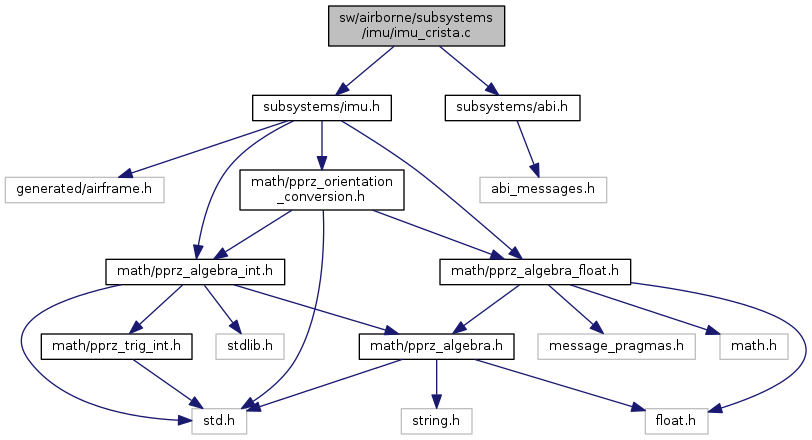 sw/airborne/subsystems
/imu/imu_crista.c
subsystems/imu.h
subsystems/abi.h
generated/airframe.h
math/pprz_orientation
_conversion.h
abi_messages.h
math/pprz_algebra_int.h
math/pprz_algebra_float.h
math/pprz_trig_int.h
stdlib.h
math/pprz_algebra.h
message_pragmas.h
math.h
std.h
string.h
float.h